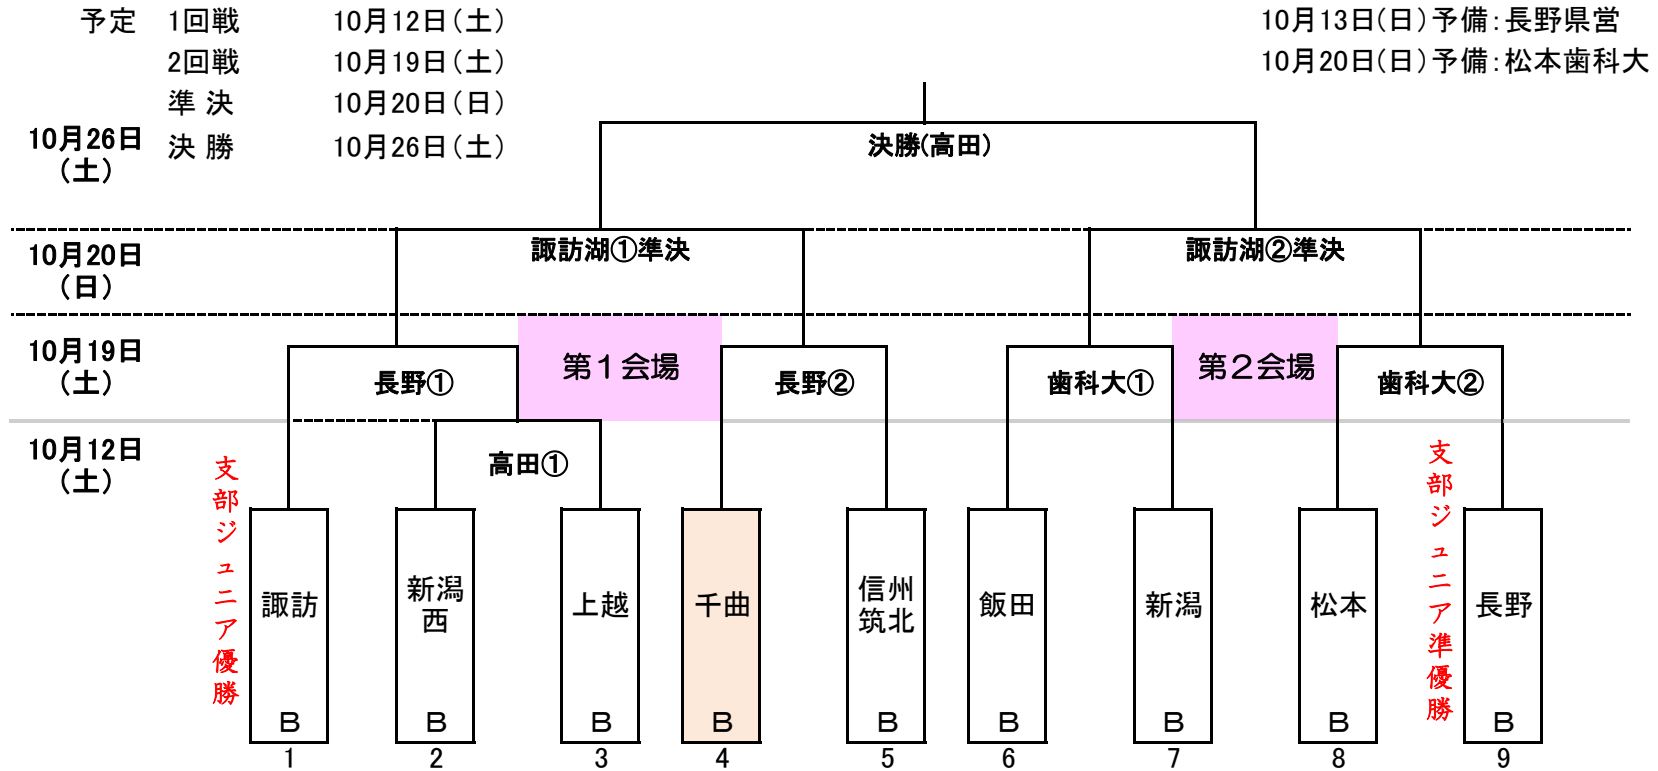 予定 1回戦 10月12日(土) 10月13日(日)予備:長野県営
2回戦 10月19日(土) 10月20日(日)予備:松本歯科大
準 決 10月20日(日)
決 勝 10月26日(土)
10月26日
(土)
決勝(高田)
10月20日
(日)
諏訪湖①準決 諏訪湖②準決
10月19日
(土)
第1会場 第2会場
長野① 長野② 歯科大① 歯科大②
10月12日
(土)
高田①
支部ジュニア優勝
支部ジュニア準優勝
諏訪 新潟西 上越 千曲 信州筑北 飯田 新潟 松本 長野
B B B B B B B B B
1 2 3 4 5 6 7 8 9